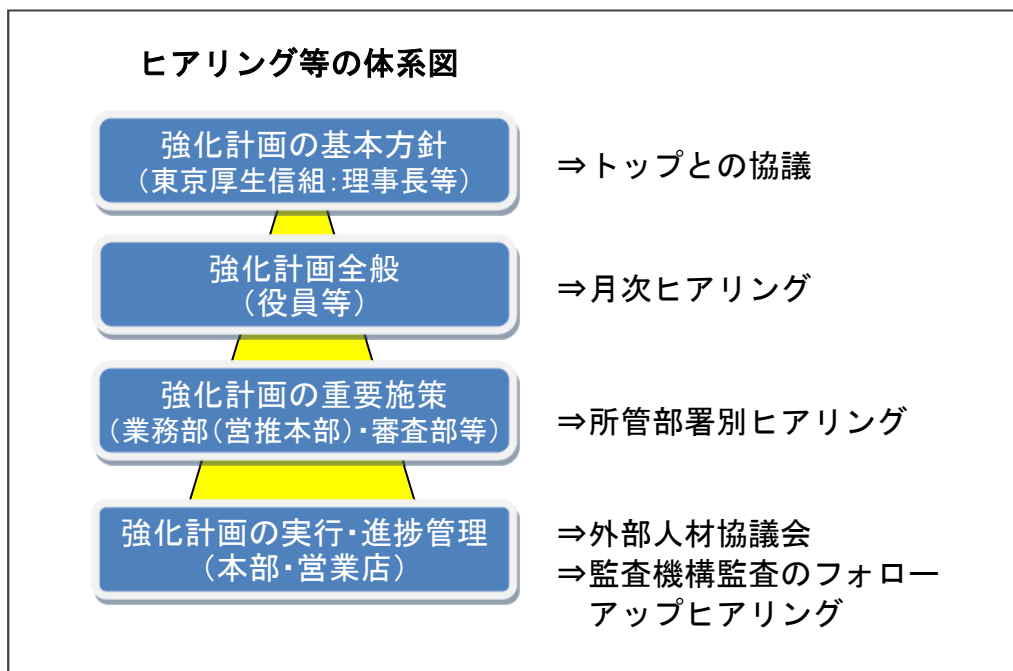 ヒアリング等の体系図
強化計画の基本方針
（東京厚生信組：理事長等）
⇒トップとの協議
強化計画全般
（役員等）
⇒月次ヒアリング
強化計画の重要施策
（業務部（営推本部）・審査部等）
⇒所管部署別ヒアリング
強化計画の実行・進捗管理
（本部・営業店）
⇒外部人材協議会
⇒監査機構監査のフォロー
アップヒアリング